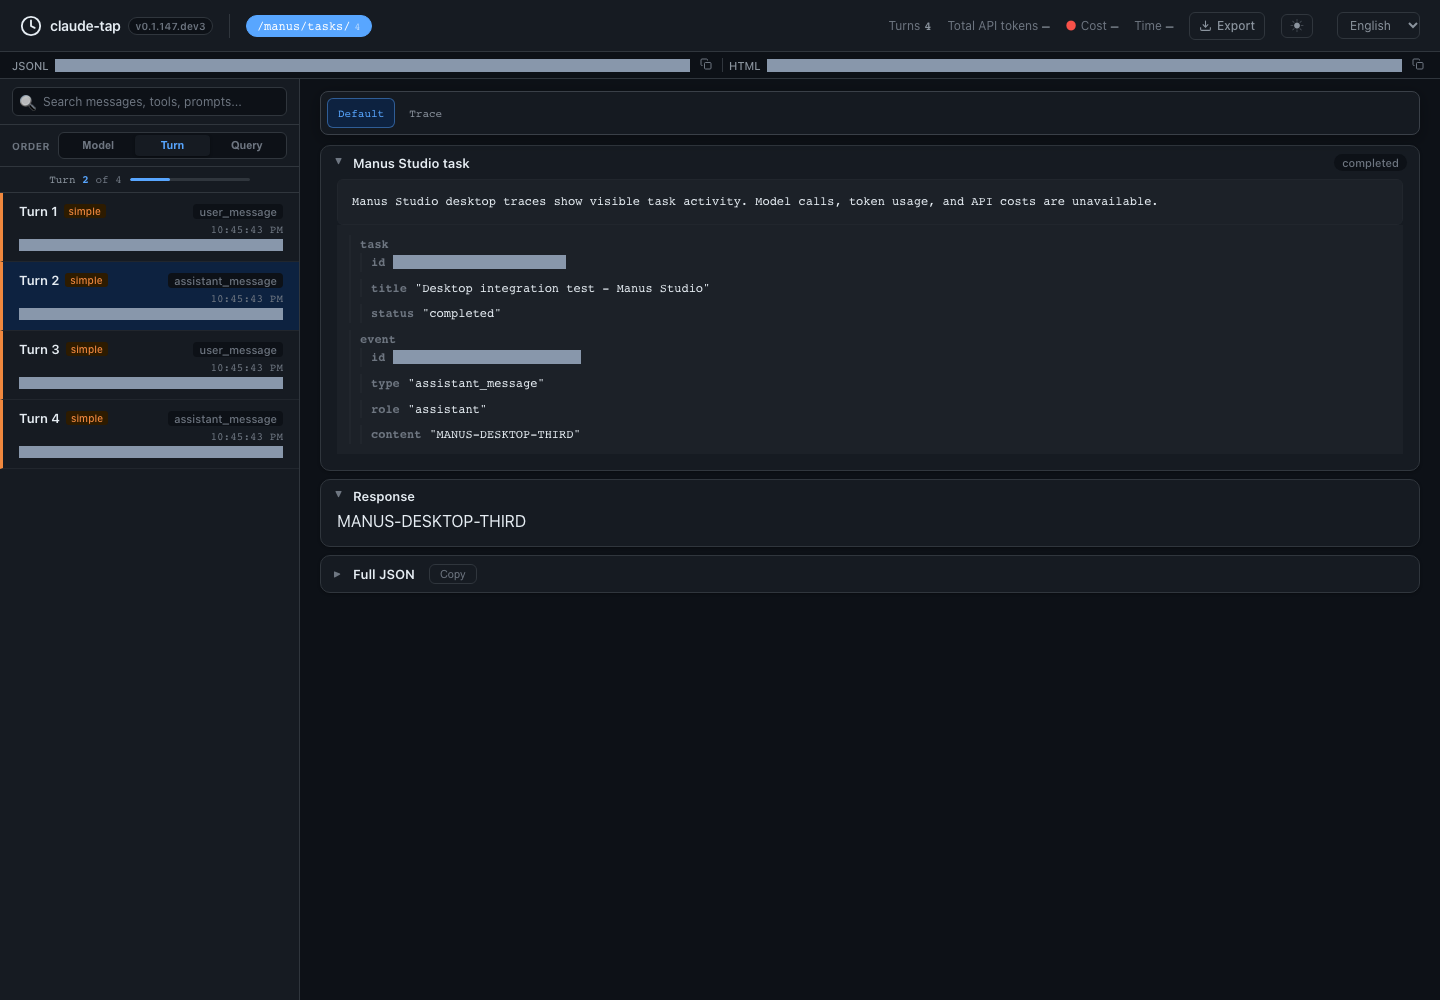 claude-tap v0.1.147.dev3 /manus/tasks/ 4 Turns 4 Total API tokens — Cost — Time — Export English
JSONL HTML
Search messages, tools, prompts...
ORDER Model Turn Query
Turn 2 of 4
Turn 1 simple user_message
10:45:43 PM
Turn 2 simple assistant_message
10:45:43 PM
Turn 3 simple user_message
10:45:43 PM
Turn 4 simple assistant_message
10:45:43 PM
Default Trace
Manus Studio task completed
Manus Studio desktop traces show visible task activity. Model calls, token usage, and API costs are unavailable.
task
id
title "Desktop integration test - Manus Studio"
status "completed"
event
id
type "assistant_message"
role "assistant"
content "MANUS-DESKTOP-THIRD"
Response
MANUS-DESKTOP-THIRD
Full JSON Copy